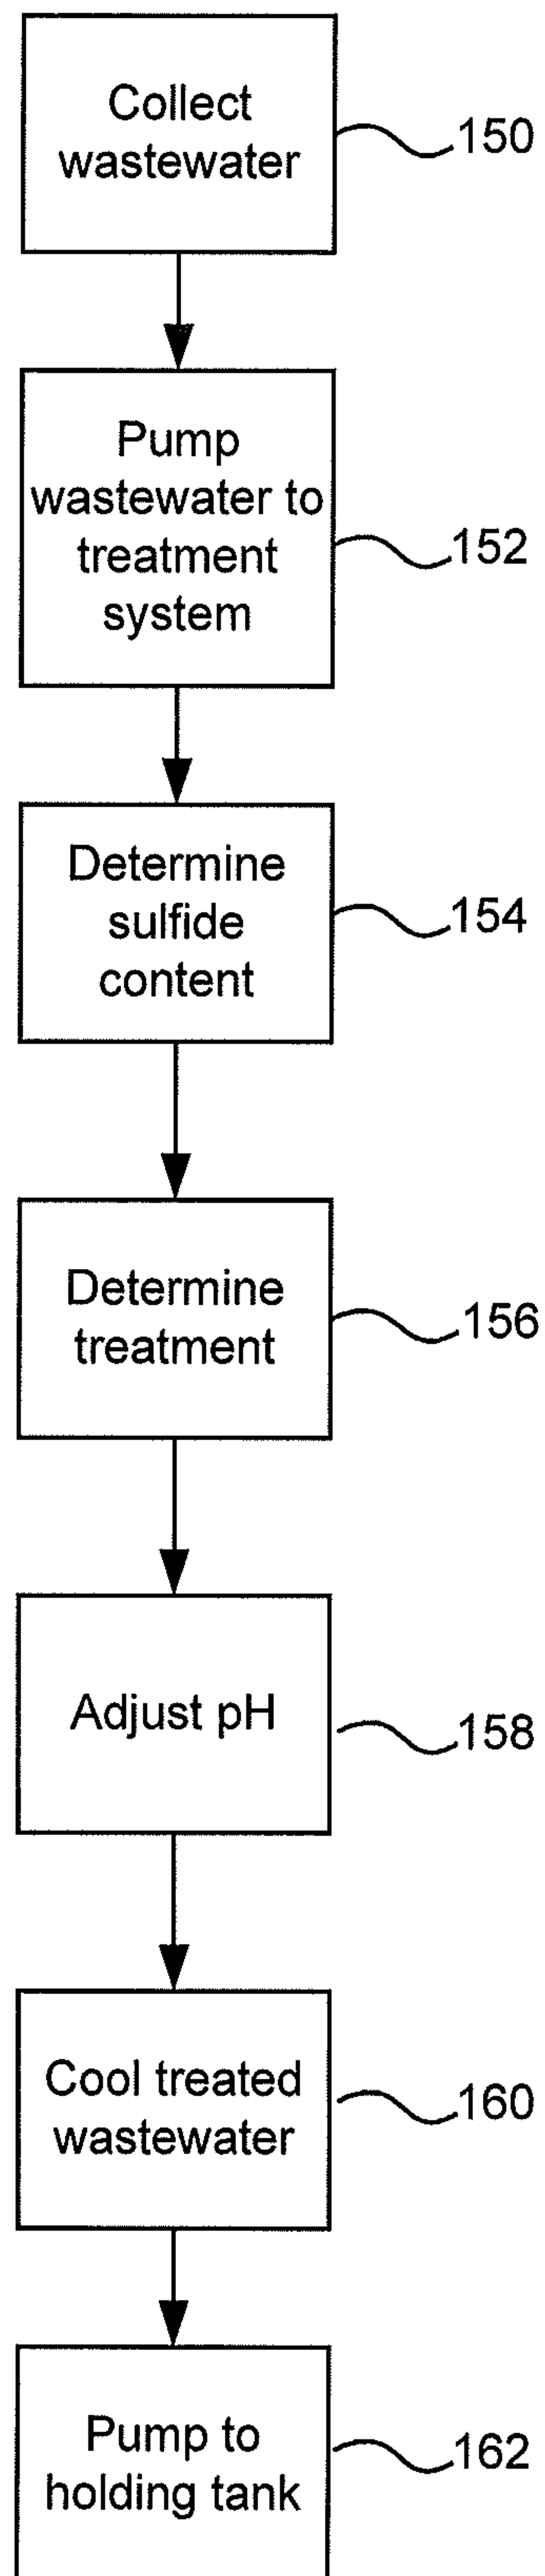 Collect
wastewater
150
Pump
wastewater to
treatment
system
152
Determine
sulfide
content
154
Determine
treatment
156
Adjust pH
158
Cool treated
wastewater
160
Pump to
holding tank
162